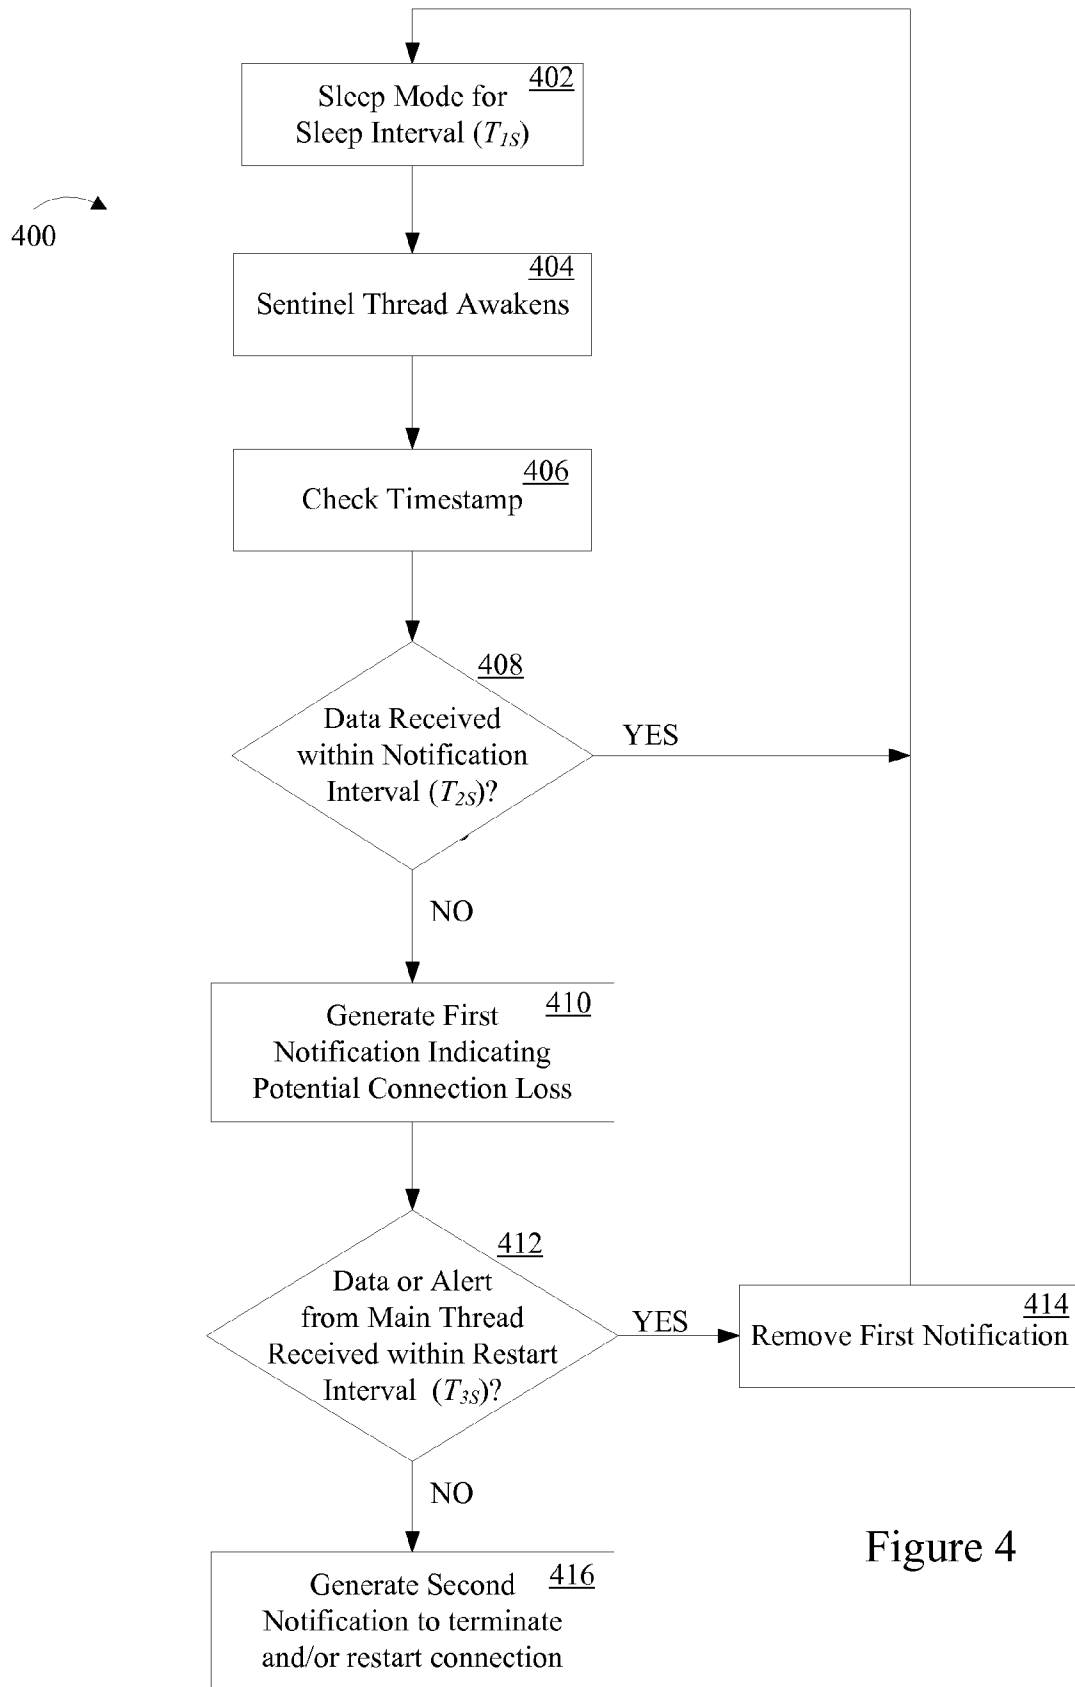 402
Sleep Mode for
Sleep Interval (T1S)
400
404
Sentinel Thread Awakens
406
Check Timestamp
408
Data Received
within Notification
Interval (T2S)?
YES
NO
410
Generate First
Notification Indicating
Potential Connection Loss
412
Data or Alert
from Main Thread
Received within Restart
Interval (T3S)?
YES
414
Remove First Notification
NO
Figure 4
416
Generate Second
Notification to terminate
and/or restart connection